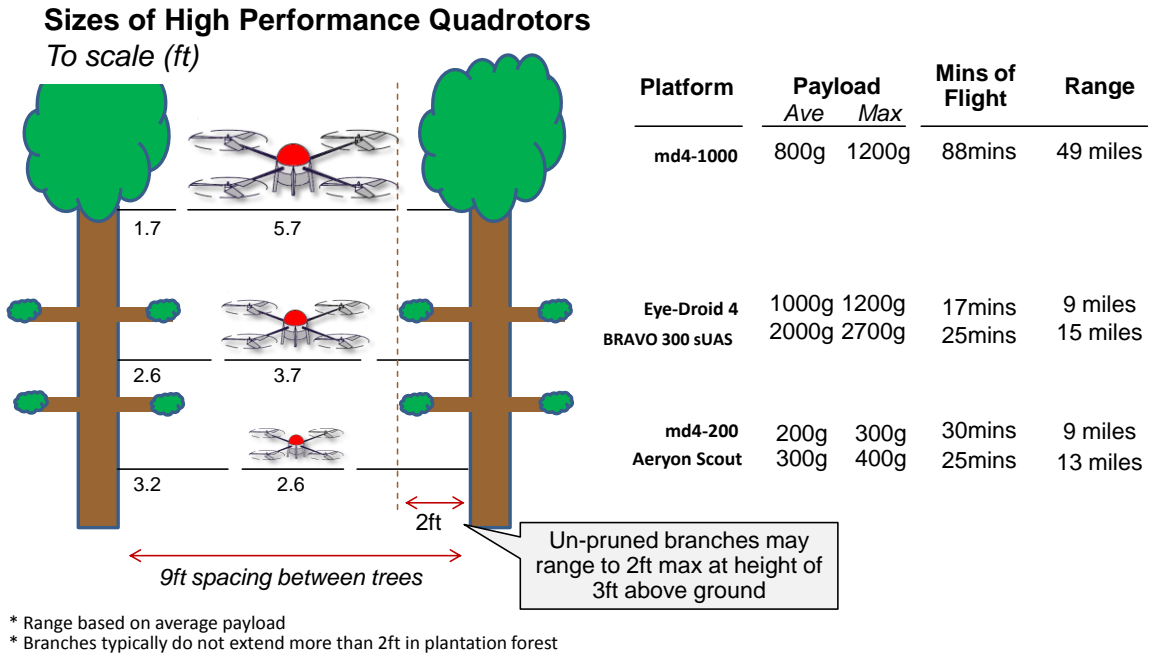 Sizes of High Performance Quadrotors
To scale (ft)
Platform Payload Mins of Flight Range
Ave Max
md4-1000 800g 1200g 88mins 49 miles
1.7 5.7
Eye-Droid 4 1000g 1200g 17mins 9 miles
BRAVO 300 sUAS 2000g 2700g 25mins 15 miles
2.6 3.7
md4-200 200g 300g 30mins 9 miles
Aeryon Scout 300g 400g 25mins 13 miles
3.2 2.6
2ft
Un-pruned branches may
range to 2ft max at height of
3ft above ground
9ft spacing between trees
* Range based on average payload
* Branches typically do not extend more than 2ft in plantation forest